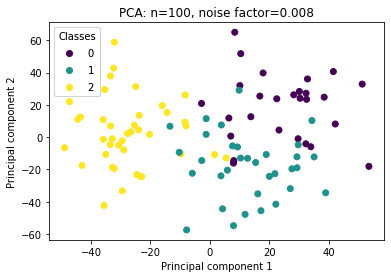 PCA: n=100, noise factor=0.008
Classes
0
1
2
Principal component 2
60
40
20
0
−20
−40
−60
−40 −20 0 20 40
Principal component 1